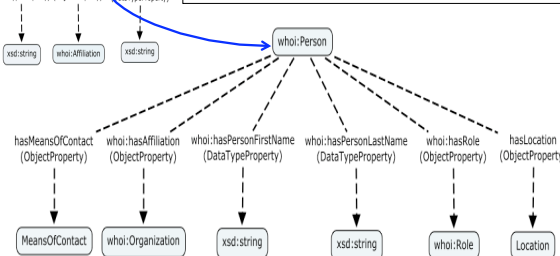 xsd:string
whoi:Affiliation
xsd:string
whoi:Person
hasMeansOfContact
(ObjectProperty)
whoi:hasAffiliation
(ObjectProperty)
whoi:hasPersonFirstName
(DataTypeProperty)
whoi:hasPersonLastName
(DataTypeProperty)
whoi:hasRole
(ObjectProperty)
hasLocation
(ObjectProperty
MeansOfContact
whoi:Organization
xsd:string
xsd:string
whoi:Role
Location